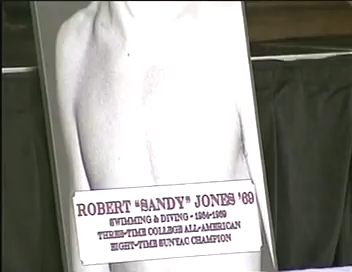 ROBERT "SANDY" JONES '69
SWIMMING & DIVING - 1964-1969
THREE-TIME COLLEGE ALL-AMERICAN
EIGHT-TIME SUNYAC CHAMPION